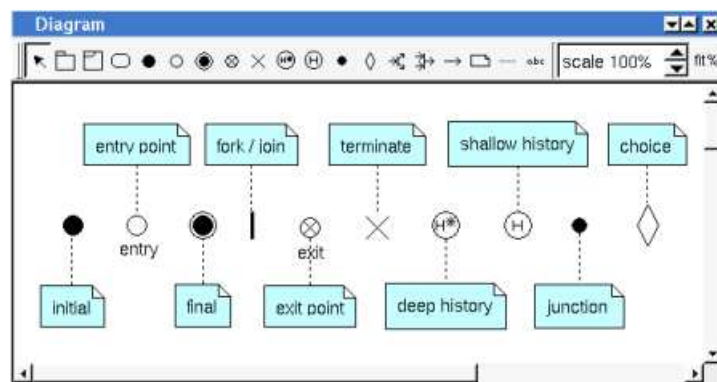 Diagram
H* H abc scale 100% fit%
entry point fork / join terminate shallow history choice
H* H
entry exit
initial final exit point deep history junction